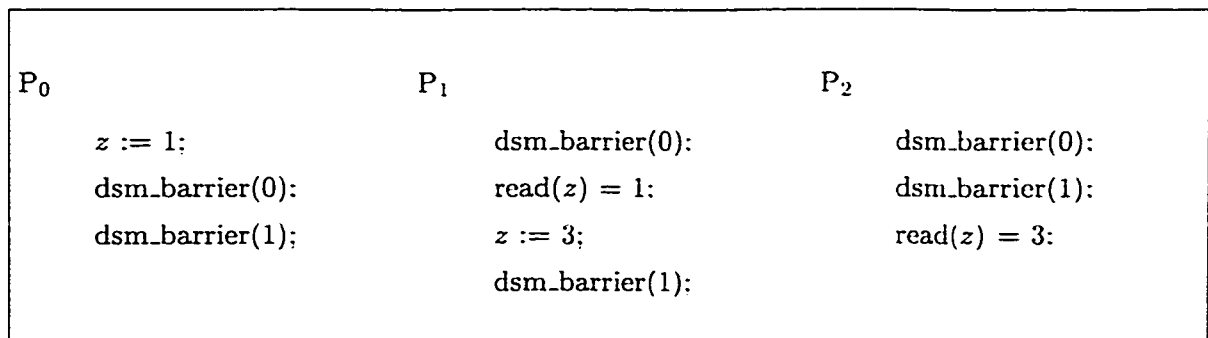 P0 P1 P2
z := 1; dsm_barrier(0): dsm_barrier(0):
dsm_barrier(0): read(z) = 1: dsm_barrier(1):
dsm_barrier(1); z := 3; read(z) = 3:
dsm_barrier(1):